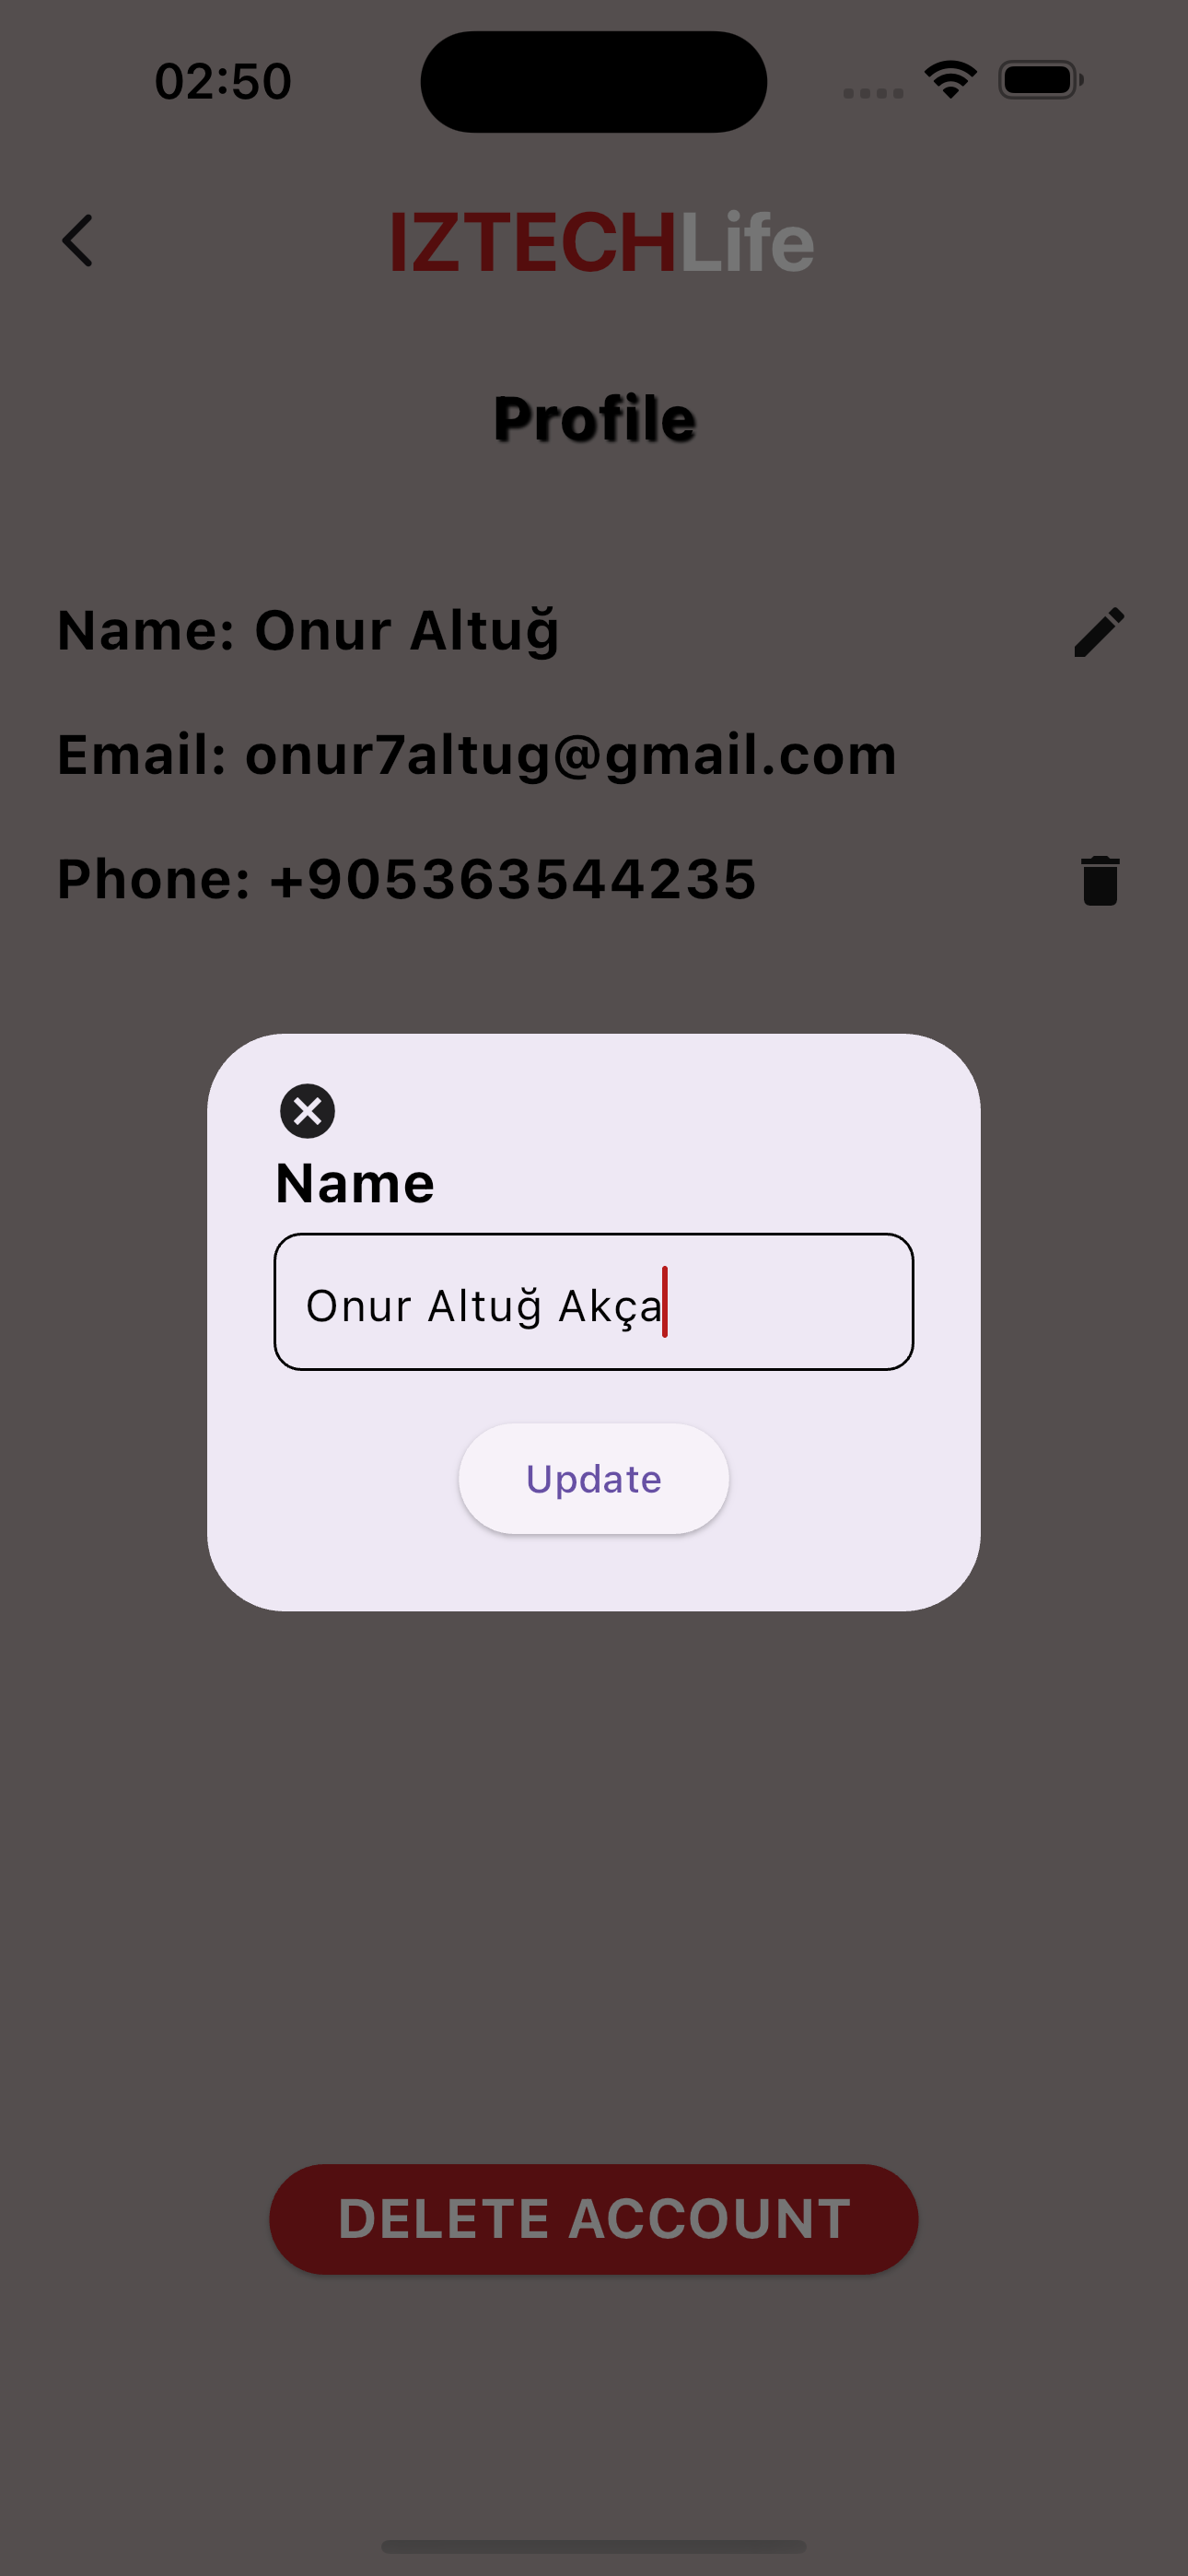 02:50
IZTECHLife
Profile
Name: Onur Altuğ
Email: onur7altug@gmail.com
Phone: +905363544235
Name
Onur Altuğ Akça
Update
DELETE ACCOUNT